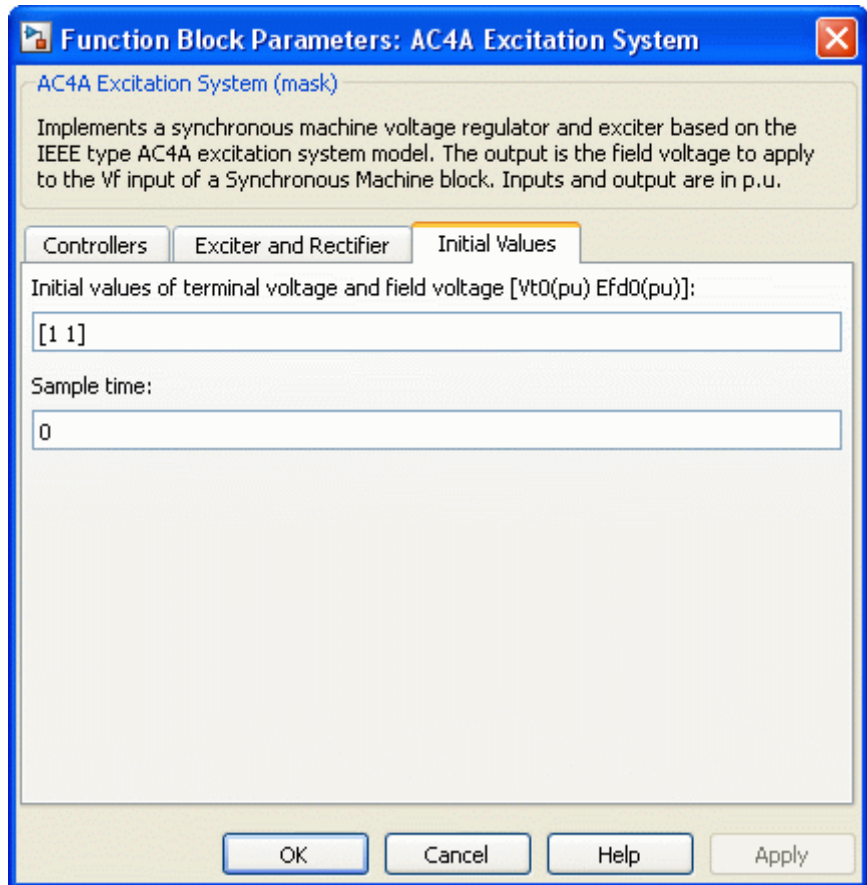 Function Block Parameters: AC4A Excitation System
AC4A Excitation System (mask)
Implements a synchronous machine voltage regulator and exciter based on the
IEEE type AC4A excitation system model. The output is the field voltage to apply
to the Vf input of a Synchronous Machine block. Inputs and output are in p.u.
Controllers Exciter and Rectifier Initial Values
Initial values of terminal voltage and field voltage [Vt0(pu) Efd0(pu)]:
[1 1]
Sample time:
0
OK Cancel Help Apply